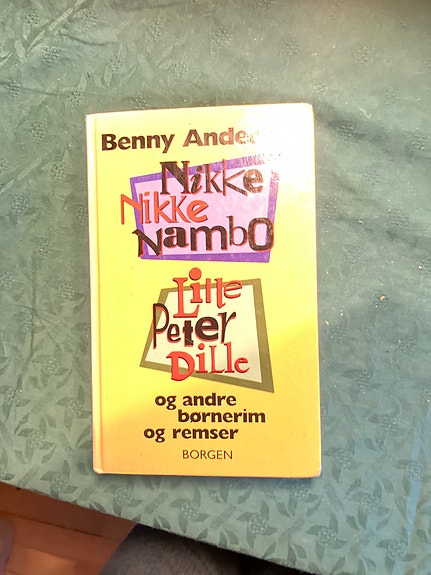 Benny Ande
Nikke
Nikke
Nambo
Lille
Peter
Dille
og andre
børnerim
og remser
BORGEN